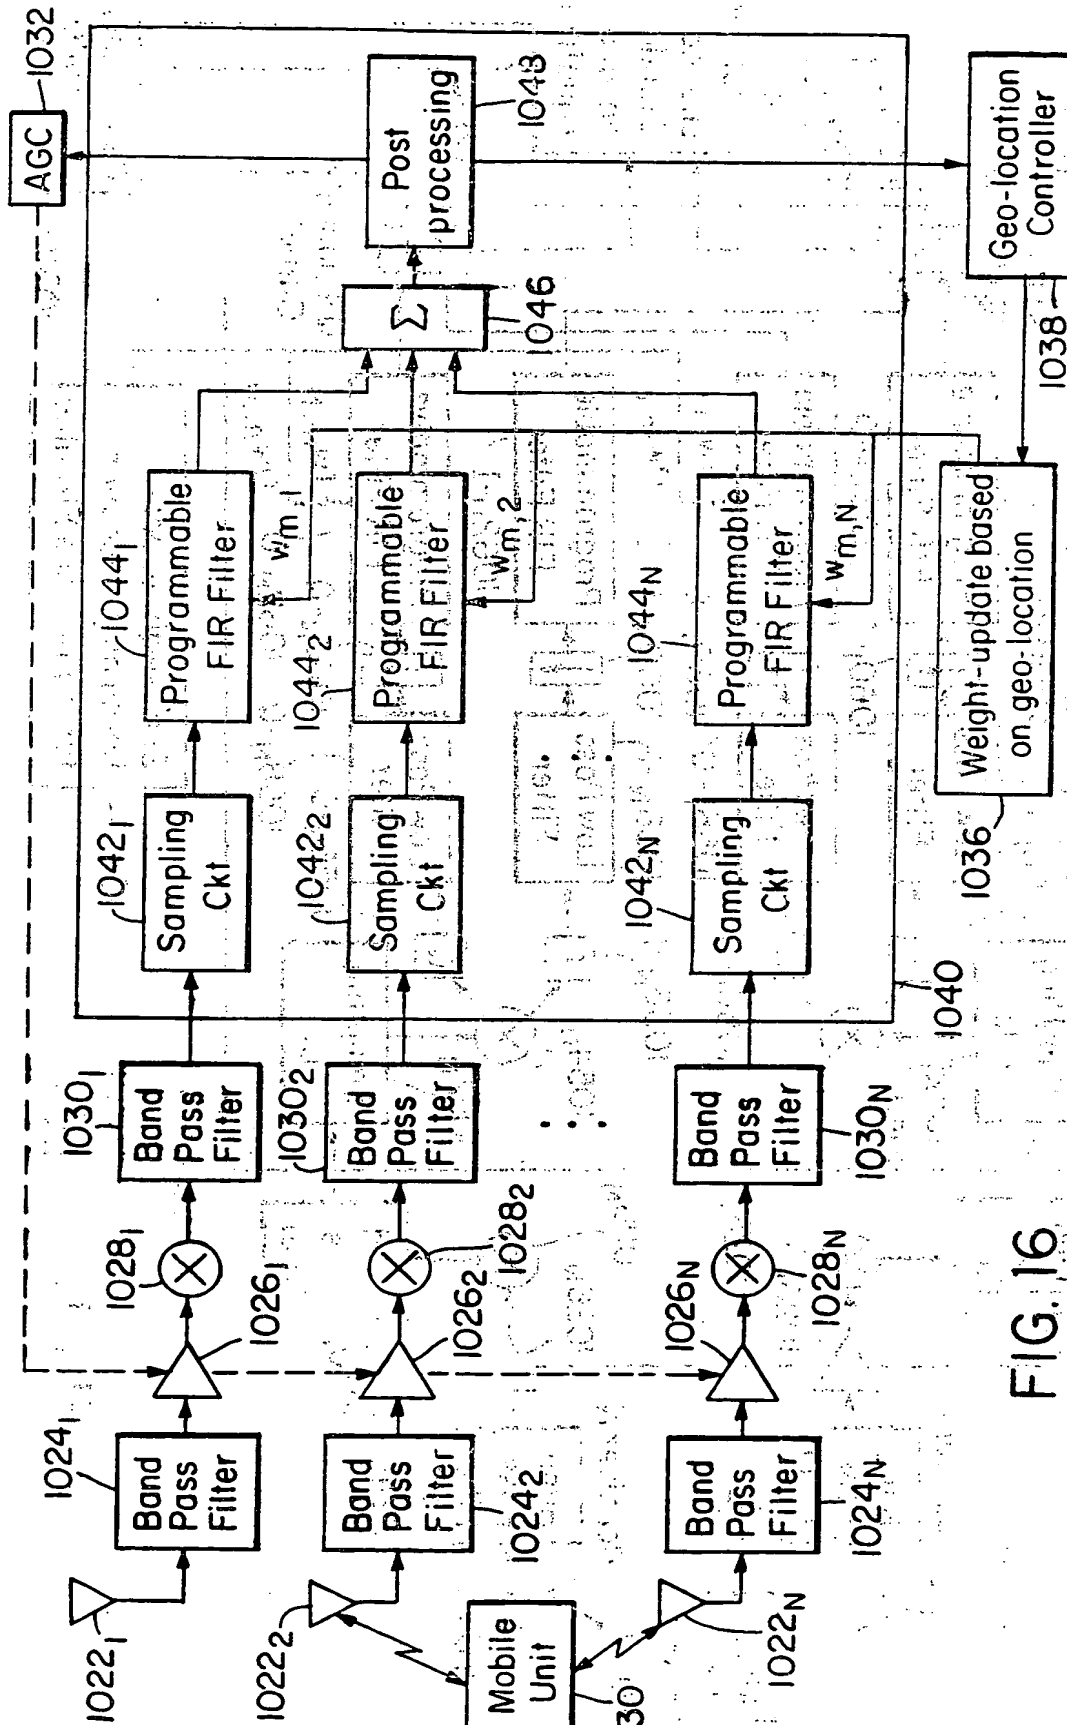 1022₁
1024₁
Band
Pass
Filter
1026₁
1028₁
1030₁
Band
Pass
Filter
1042₁
Sampling
Ckt
1044₁
Programmable
FIR Filter
wm,1
AGC
1032
1022₂
1024₂
Band
Pass
Filter
1026₂
1028₂
1030₂
Band
Pass
Filter
1042₂
Sampling
Ckt
1044₂
Programmable
FIR Filter
wm,2
Σ
1046
Post
processing
1048
Mobile
Unit
30
1022N
1024N
Band
Pass
Filter
1026N
1028N
1030N
Band
Pass
Filter
1042N
Sampling
Ckt
1044N
Programmable
FIR Filter
wm,N
1040
1036
Weight-update based
on geo-location
1038
Geo-location
Controller
FIG. 16